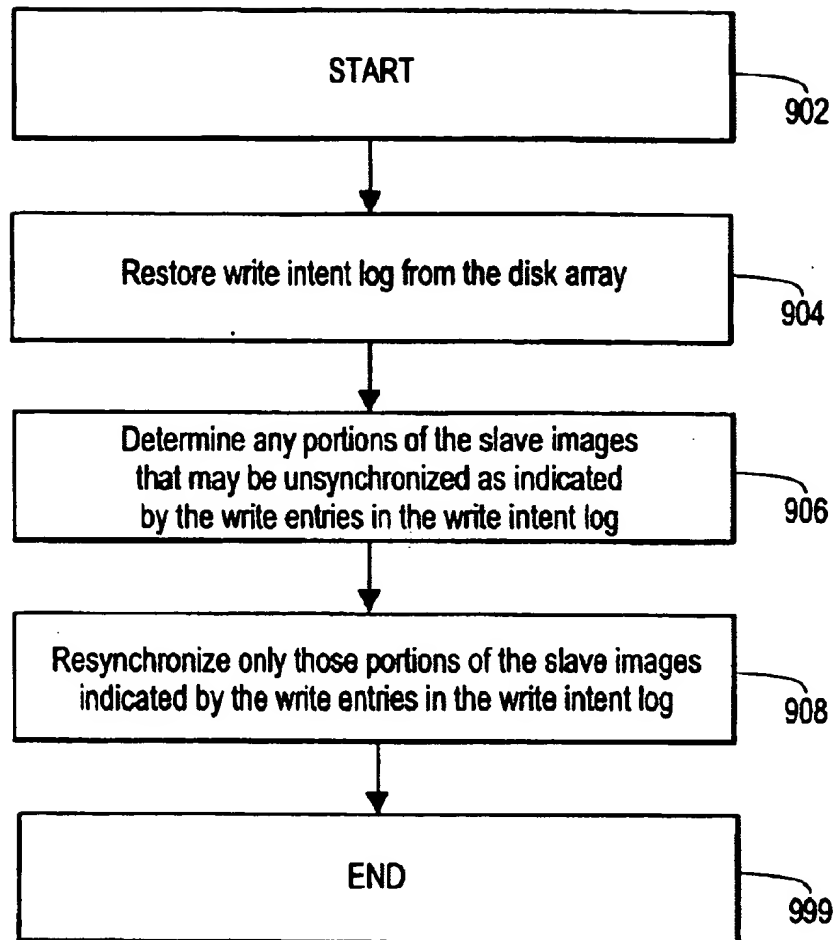 START
902
Restore write intent log from the disk array
904
Determine any portions of the slave images
that may be unsynchronized as indicated
by the write entries in the write intent log
906
Resynchronize only those portions of the slave images
indicated by the write entries in the write intent log
908
END
999